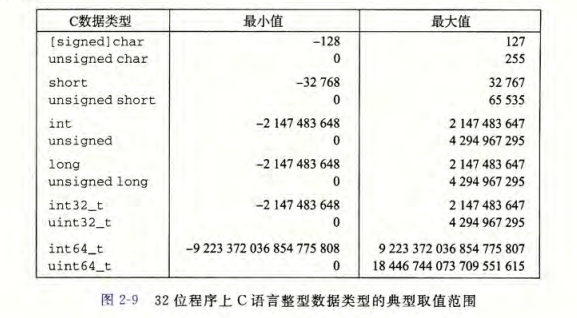 C数据类型 最小值 最大值
[signed]char -128 127
unsigned char 0 255
short -32 768 32 767
unsigned short 0 65 535
int -2 147 483 648 2 147 483 647
unsigned 0 4 294 967 295
long -2 147 483 648 2 147 483 647
unsigned long 0 4 294 967 295
int32_t -2 147 483 648 2 147 483 647
uint32_t 0 4 294 967 295
int64_t -9 223 372 036 854 775 808 9 223 372 036 854 775 807
uint64_t 0 18 446 744 073 709 551 615
图 2-9 32 位程序上 C 语言整型数据类型的典型取值范围